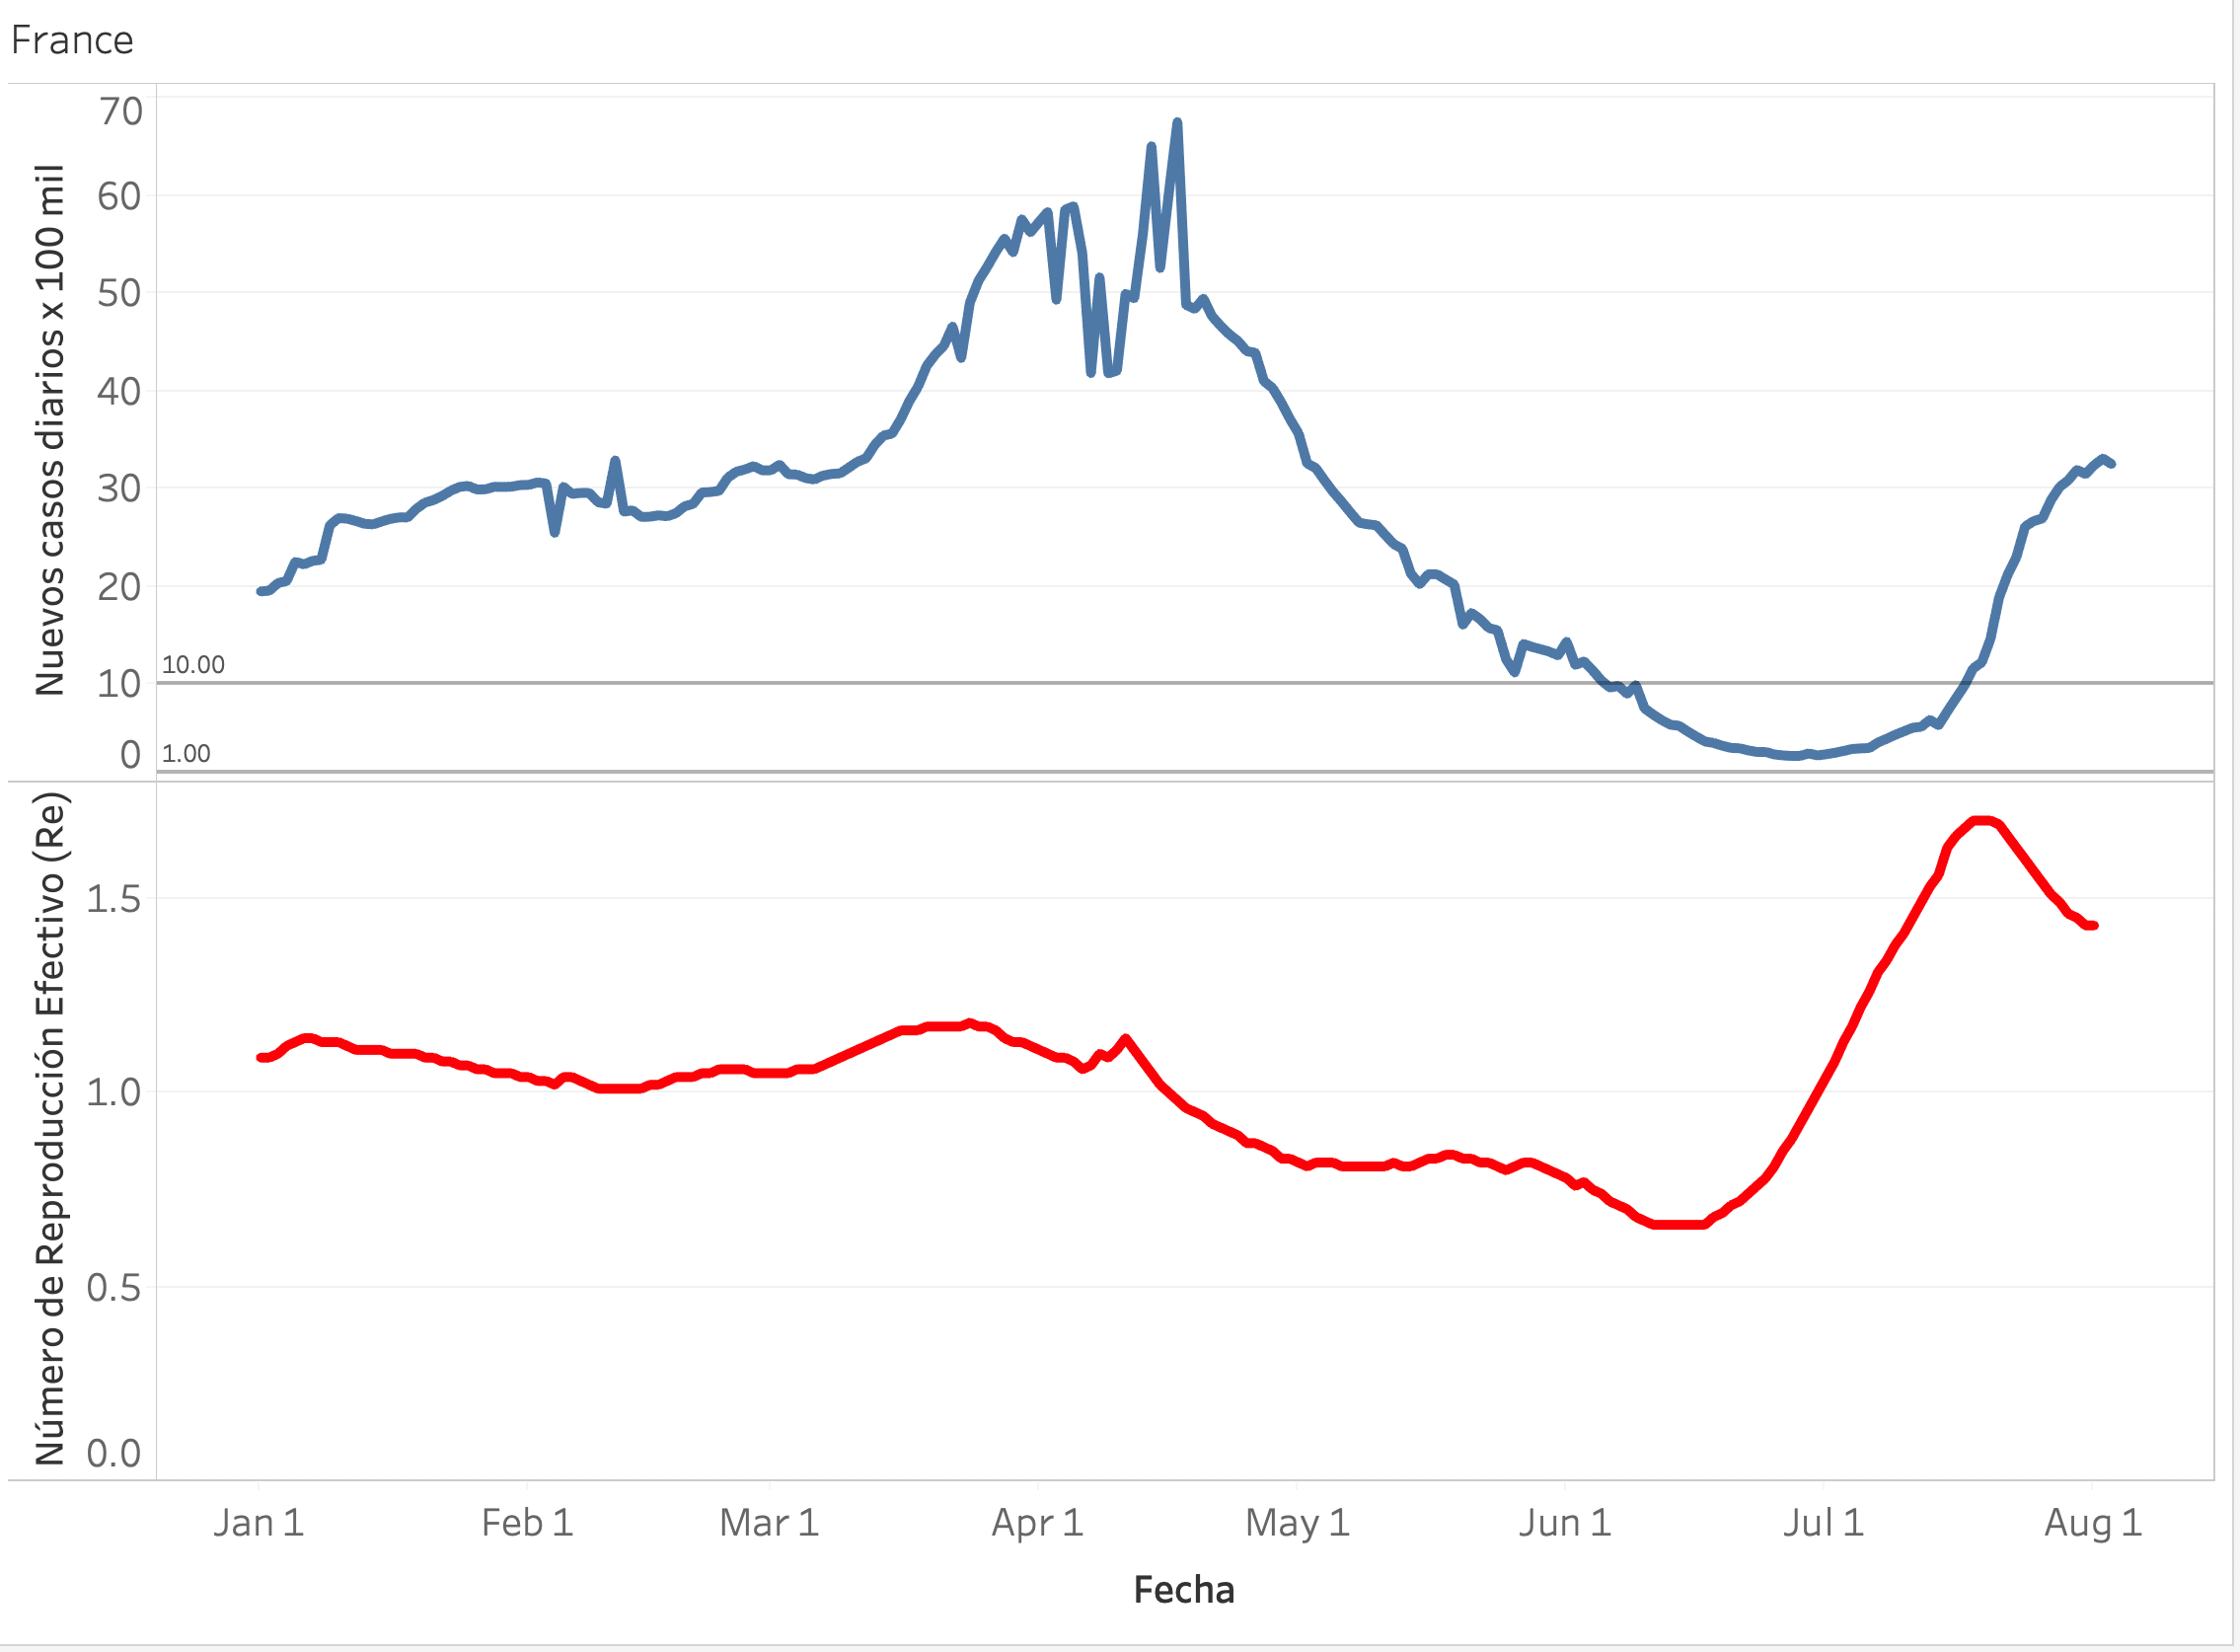 France
Nuevos casos diarios x 100 mil
70
60
50
40
30
20
10
0
10.00
1.00
Número de Reproducción Efectivo (Re)
1.5
1.0
0.5
0.0
Jan 1 Feb 1 Mar 1 Apr 1 May 1 Jun 1 Jul 1 Aug 1
Fecha